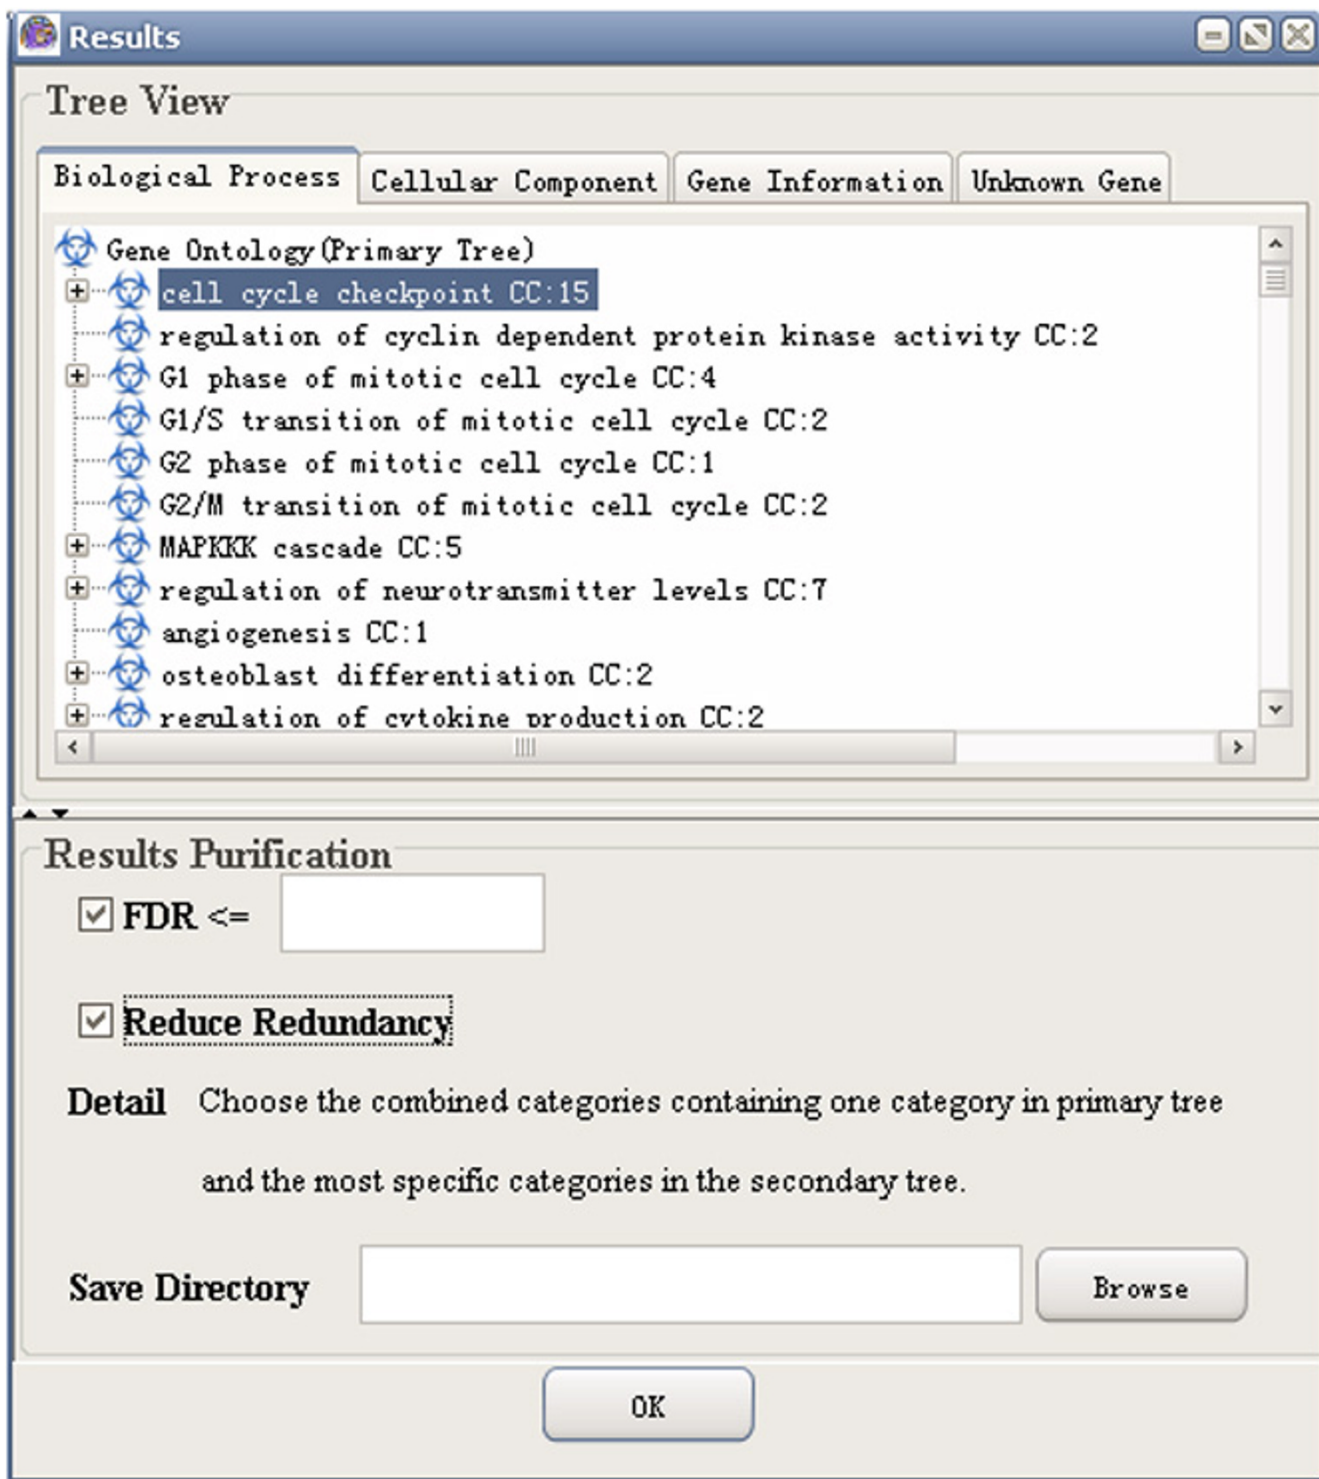 Results
Tree View
Biological Process Cellular Component Gene Information Unknown Gene
Gene Ontology(Primary Tree)
cell cycle checkpoint CC:15
regulation of cyclin dependent protein kinase activity CC:2
G1 phase of mitotic cell cycle CC:4
G1/S transition of mitotic cell cycle CC:2
G2 phase of mitotic cell cycle CC:1
G2/M transition of mitotic cell cycle CC:2
MAPKKK cascade CC:5
regulation of neurotransmitter levels CC:7
angiogenesis CC:1
osteoblast differentiation CC:2
regulation of cytokine production CC:2
Results Purification
FDR <=
Reduce Redundancy
Detail Choose the combined categories containing one category in primary tree
and the most specific categories in the secondary tree.
Save Directory Browse
OK